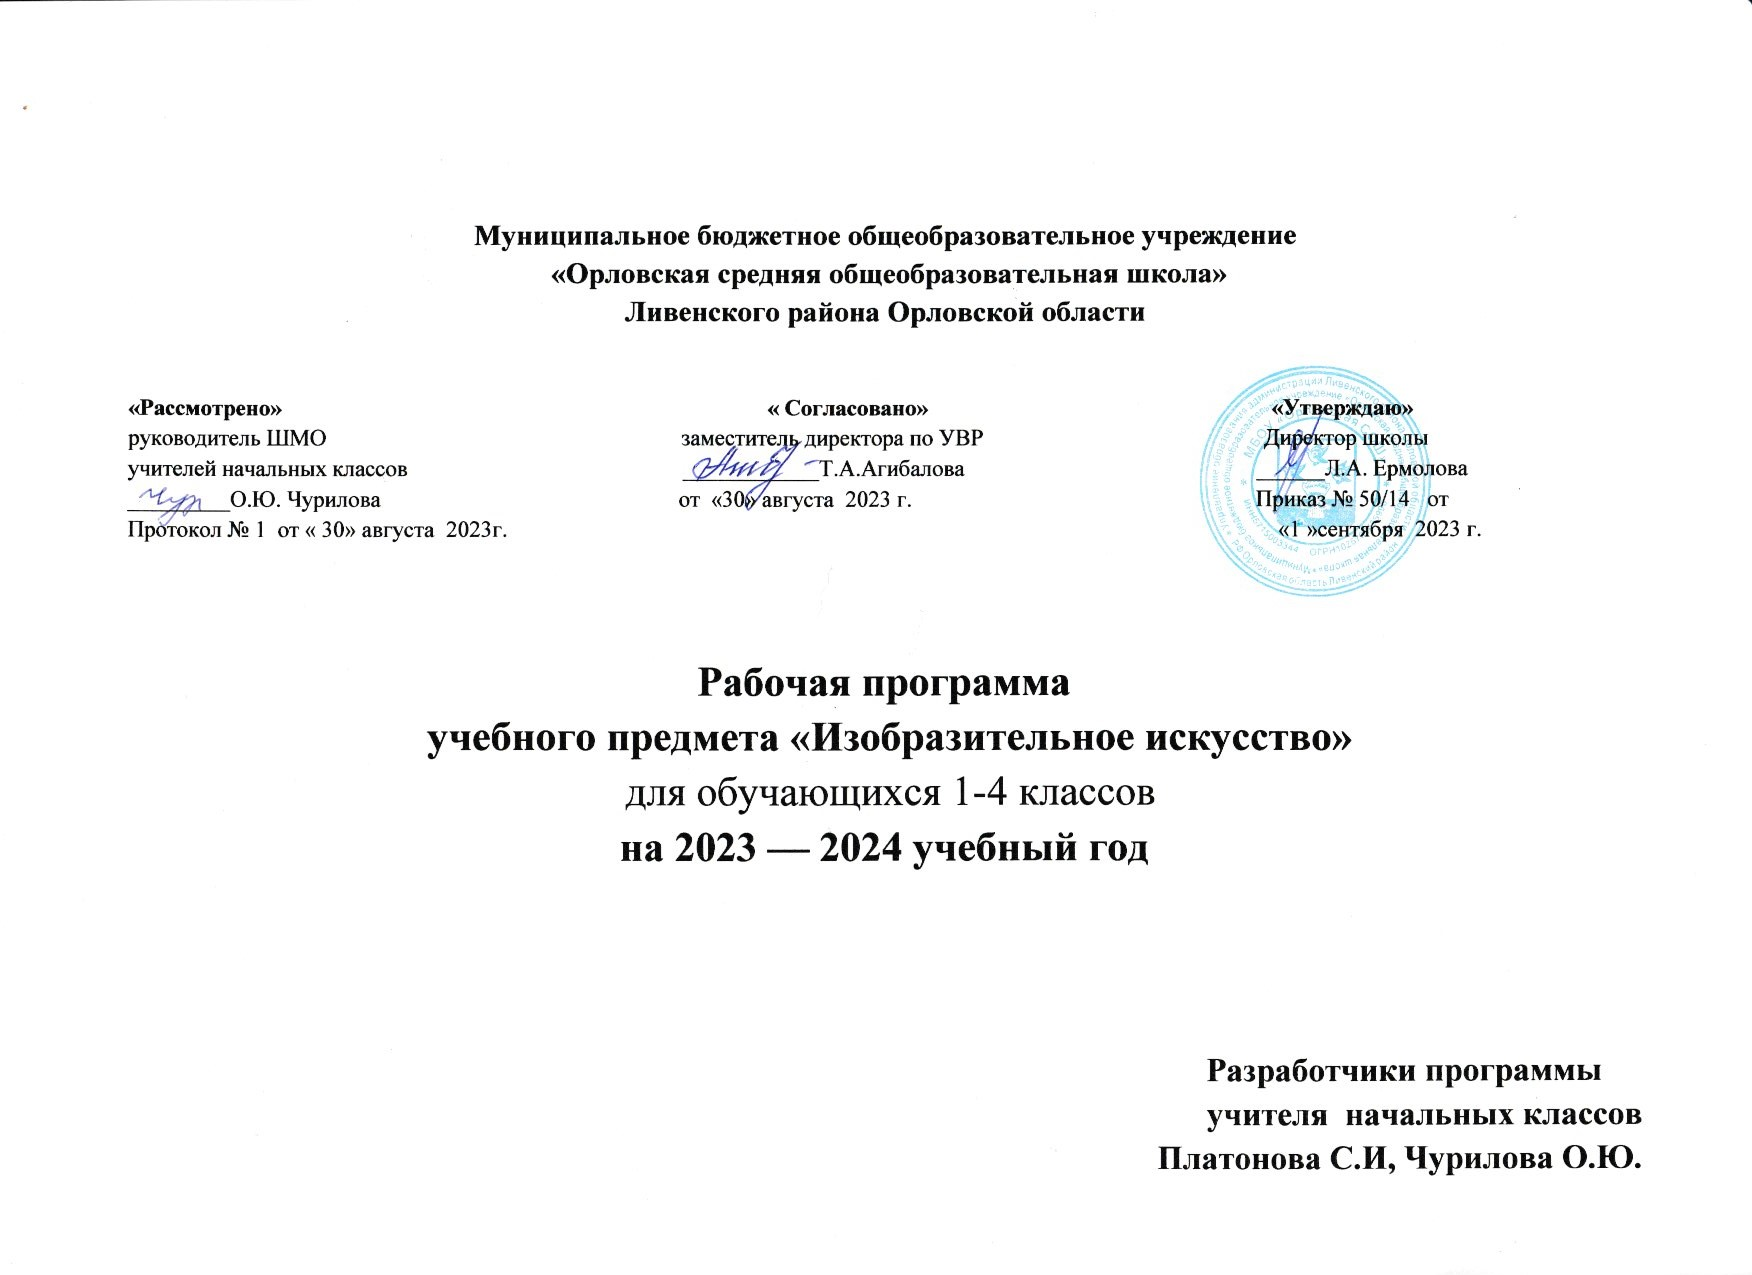 Муниципальное бюджетное общеобразовательное учреждение
«Орловская средняя общеобразовательная школа»
Ливенского района Орловской области
«Рассмотрено»
руководитель ШМО
учителей начальных классов
_________О.Ю. Чурилова
Протокол № 1 от « 30» августа 2023г.
« Согласовано»
заместитель директора по УВР
____________Т.А.Агибалова
от «30» августа 2023 г.
«Утверждаю»
Директор школы
______Л.А. Ермолова
Приказ № 50/14 от
«1 »сентября 2023 г.
Рабочая программа
учебного предмета «Изобразительное искусство»
для обучающихся 1-4 классов
на 2023 — 2024 учебный год
Разработчики программы
учителя начальных классов
Платонова С.И, Чурилова О.Ю.